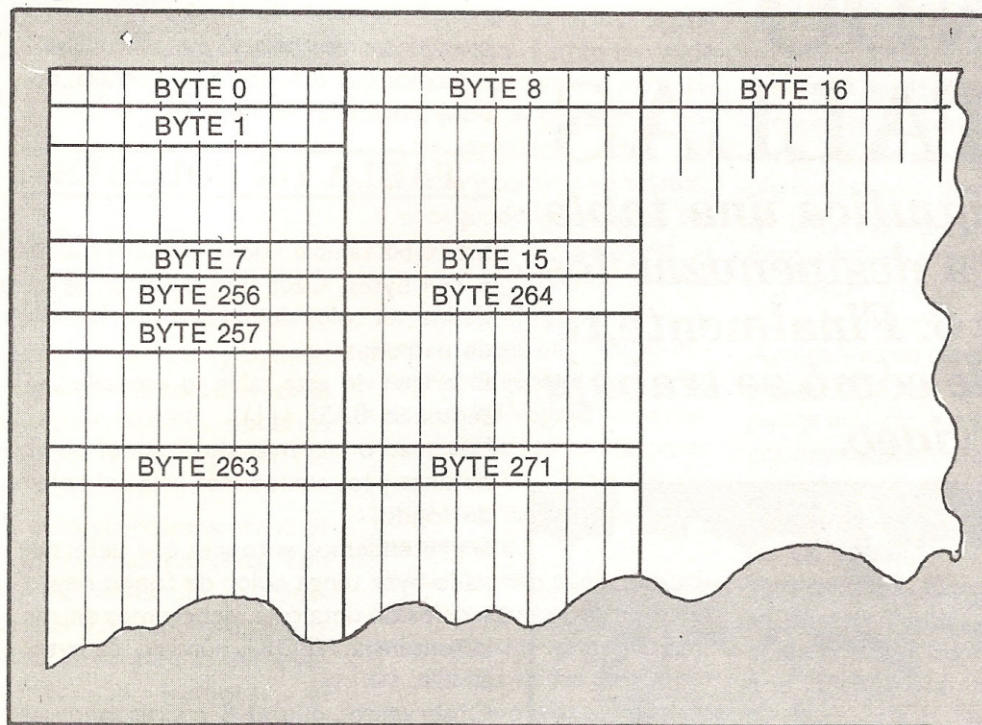 BYTE 0 BYTE 8 BYTE 16
BYTE 1
BYTE 7 BYTE 15
BYTE 256 BYTE 264
BYTE 257
BYTE 263 BYTE 271